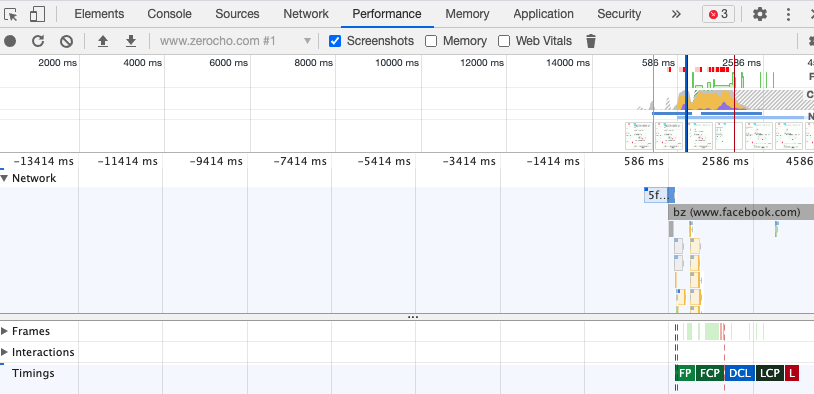 Elements Console Sources Network Performance Memory Application Security » 3
www.zerocho.com #1 Screenshots Memory Web Vitals
2000 ms 4000 ms 6000 ms 8000 ms 10000 ms 12000 ms 14000 ms 586 ms 2586 ms 45
F
C
N
-13414 ms -11414 ms -9414 ms -7414 ms -5414 ms -3414 ms -1414 ms 586 ms 2586 ms 4586
Network
5f...
bz (www.facebook.com)
...
Frames
Interactions
Timings FP FCP DCL LCP L